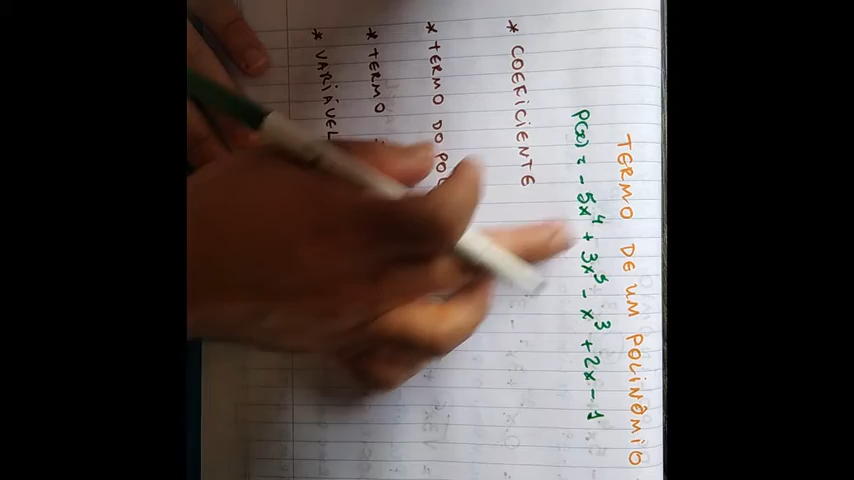 TERMO DE UM POLINÔMIO
P(x) = - 5x⁴ + 3x⁵ - x³ + 2x - 1
* COEFICIENTE
* TERMO DO
* TERMO
* VARIÁVEL